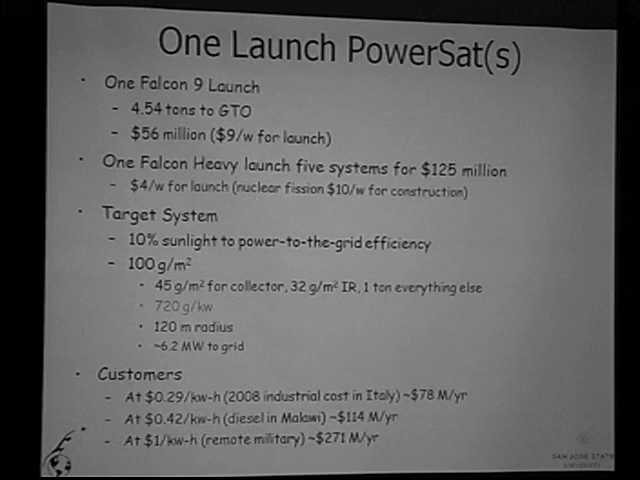 One Launch PowerSat(s)
• One Falcon 9 Launch
– 4.54 tons to GTO
– $56 million ($9/w for launch)
• One Falcon Heavy launch five systems for $125 million
– $4/w for launch (nuclear fission $10/w for construction)
• Target System
– 10% sunlight to power-to-the-grid efficiency
– 100 g/m²
• 45 g/m² for collector, 32 g/m² IR, 1 ton everything else
• 720 g/kw
• 120 m radius
• ~6.2 MW to grid
• Customers
– At $0.29/kw-h (2008 industrial cost in Italy) ~$78 M/yr
– At $0.42/kw-h (diesel in Malawi) ~$114 M/yr
– At $1/kw-h (remote military) ~$271 M/yr
SAN JOSE STATE
UNIVERSITY